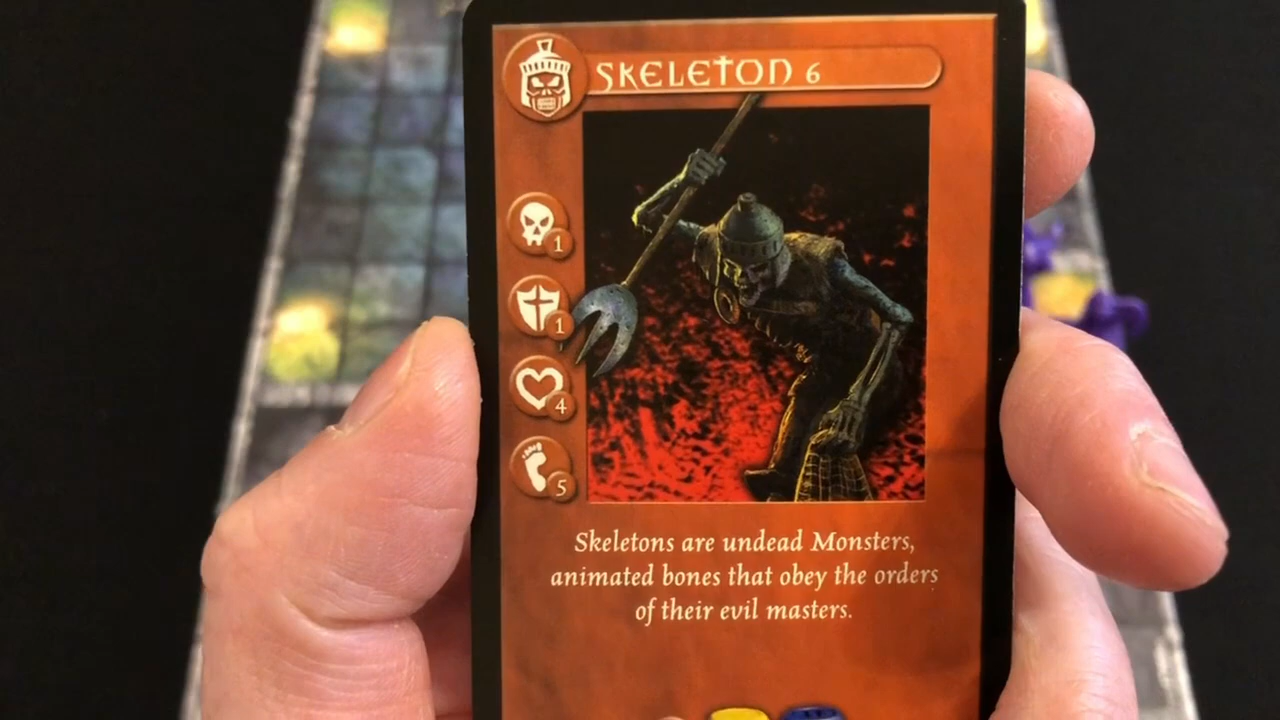 SKELETON 6
1
1
4
5
Skeletons are undead Monsters,
animated bones that obey the orders
of their evil masters.